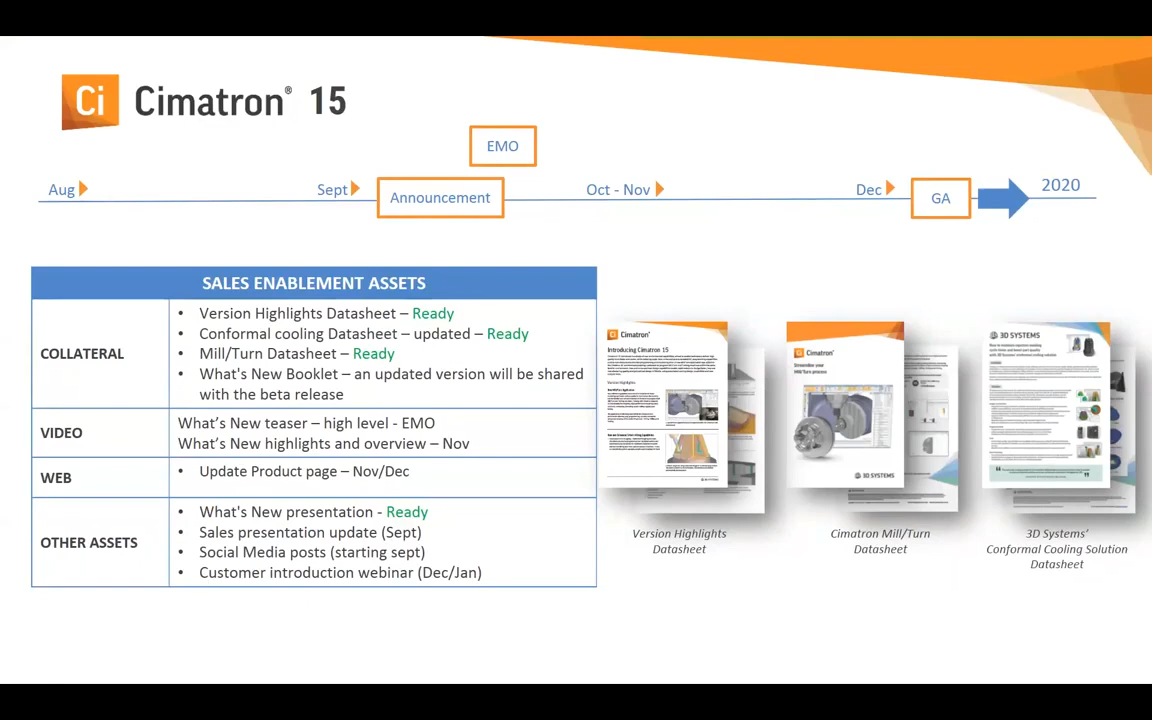 Ci Cimatron® 15
EMO
Aug
Sept
Announcement
Oct - Nov
Dec
GA
2020
SALES ENABLEMENT ASSETS
COLLATERAL
• Version Highlights Datasheet – Ready
• Conformal cooling Datasheet – updated – Ready
• Mill/Turn Datasheet – Ready
• What's New Booklet – an updated version will be shared
with the beta release
VIDEO
What's New teaser – high level - EMO
What's New highlights and overview – Nov
WEB
• Update Product page – Nov/Dec
OTHER ASSETS
• What's New presentation - Ready
• Sales presentation update (Sept)
• Social Media posts (starting sept)
• Customer introduction webinar (Dec/Jan)
Cimatron
Introducing Cimatron 15
3D SYSTEMS
Version Highlights
Datasheet
Cimatron
Streamline your
Mill/Turn process
3D SYSTEMS
Cimatron Mill/Turn
Datasheet
3D SYSTEMS
3D Systems'
Conformal Cooling Solution
Datasheet